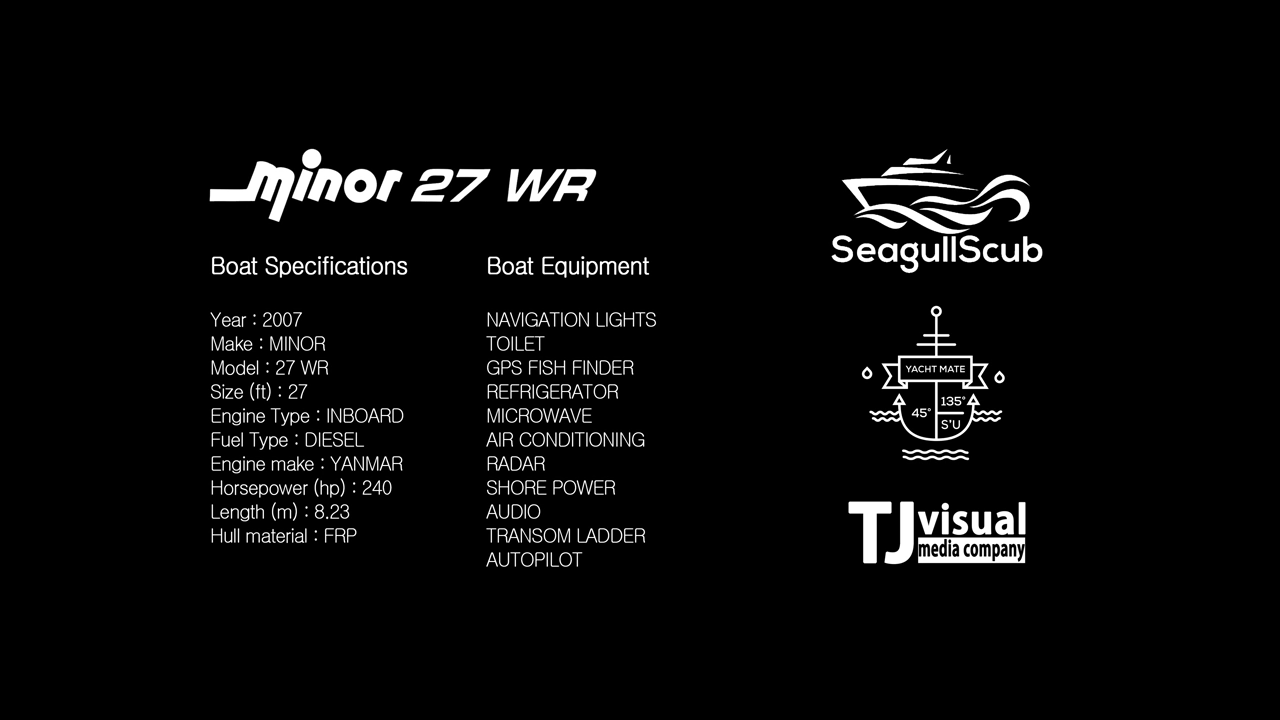 minor 27 WR
Boat Specifications
Year : 2007
Make : MINOR
Model : 27 WR
Size (ft) : 27
Engine Type : INBOARD
Fuel Type : DIESEL
Engine make : YANMAR
Horsepower (hp) : 240
Length (m) : 8.23
Hull material : FRP
Boat Equipment
NAVIGATION LIGHTS
TOILET
GPS FISH FINDER
REFRIGERATOR
MICROWAVE
AIR CONDITIONING
RADAR
SHORE POWER
AUDIO
TRANSOM LADDER
AUTOPILOT
SeagullScub
YACHT MATE
45°
135°
S'U
TJ visual
media company